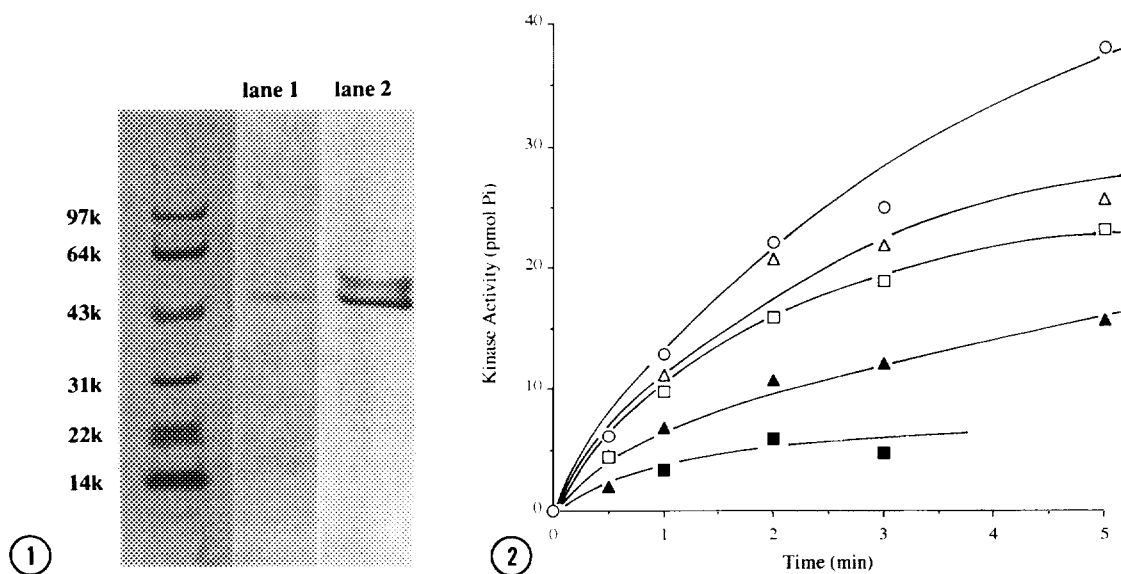 lane 1 lane 2
97k
64k
43k
31k
22k
14k
1
40
30
20
10
0
Kinase Activity (pmol Pi)
0 1 2 3 4 5
Time (min)
2